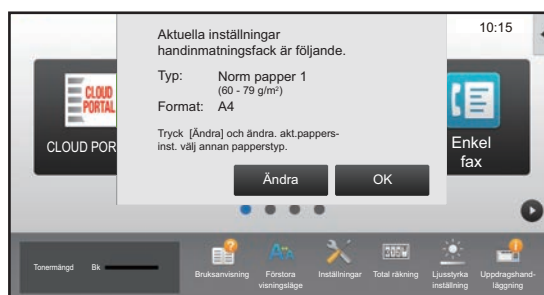 10:15
Aktuella inställningar
handinmatningsfack är följande.
Typ: Norm papper 1
(60 - 79 g/m²)
Format: A4
Tryck [Ändra] och ändra. akt.pappers-
inst. välj annan papperstyp.
Ändra OK
CLOUD
PORTAL
CLOUD POR
Enkel
fax
Tonermängd Bk
Bruksanvisning
Förstora
visningsläge
Inställningar
Total räkning
Ljusstyrka
inställning
Uppdragshand-
läggning